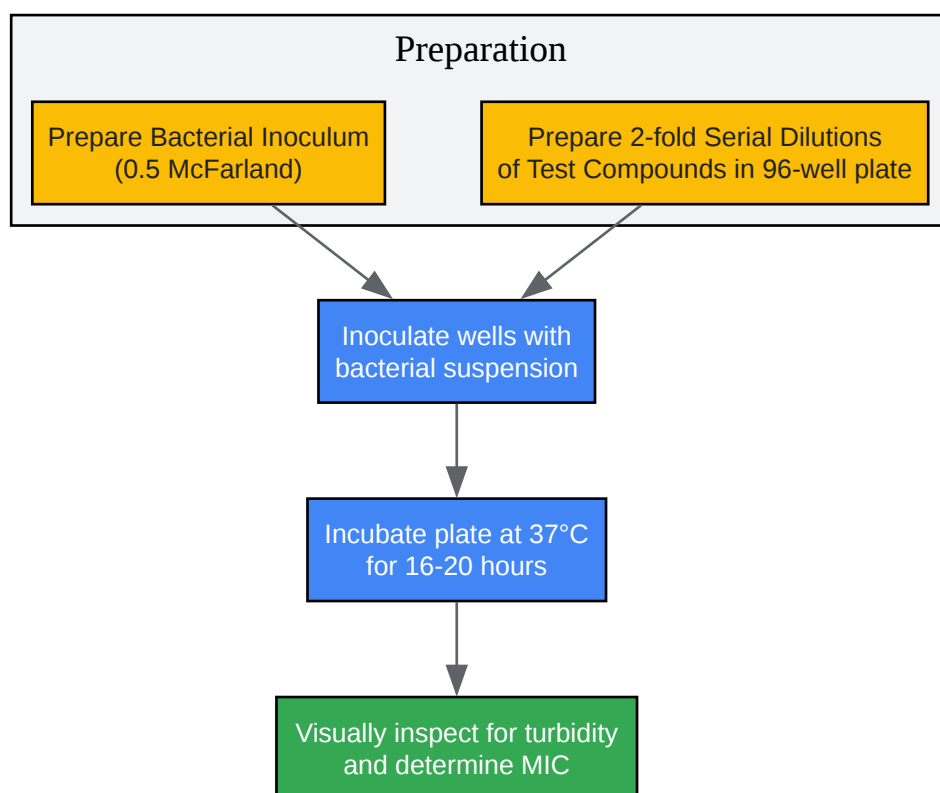 Preparation
Prepare Bacterial Inoculum
(0.5 McFarland)
Prepare 2-fold Serial Dilutions
of Test Compounds in 96-well plate
Inoculate wells with
bacterial suspension
Incubate plate at 37°C
for 16-20 hours
Visually inspect for turbidity
and determine MIC